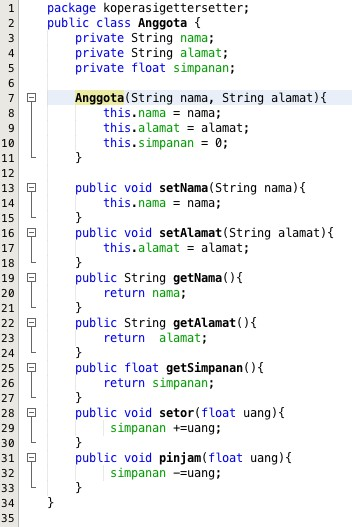 1 package koperasigettersetter;
2 public class Anggota {
3 private String nama;
4 private String alamat;
5 private float simpanan;
6
7 Anggota(String nama, String alamat){
8 this.nama = nama;
9 this.alamat = alamat;
10 this.simpanan = 0;
11 }
12
13 public void setNama(String nama){
14 this.nama = nama;
15 }
16 public void setAlamat(String alamat){
17 this.alamat = alamat;
18 }
19 public String getNama(){
20 return nama;
21 }
22 public String getAlamat(){
23 return  alamat;
24 }
25 public float getSimpanan(){
26 return simpanan;
27 }
28 public void setor(float uang){
29 simpanan +=uang;
30 }
31 public void pinjam(float uang){
32 simpanan -=uang;
33 }
34 }
35